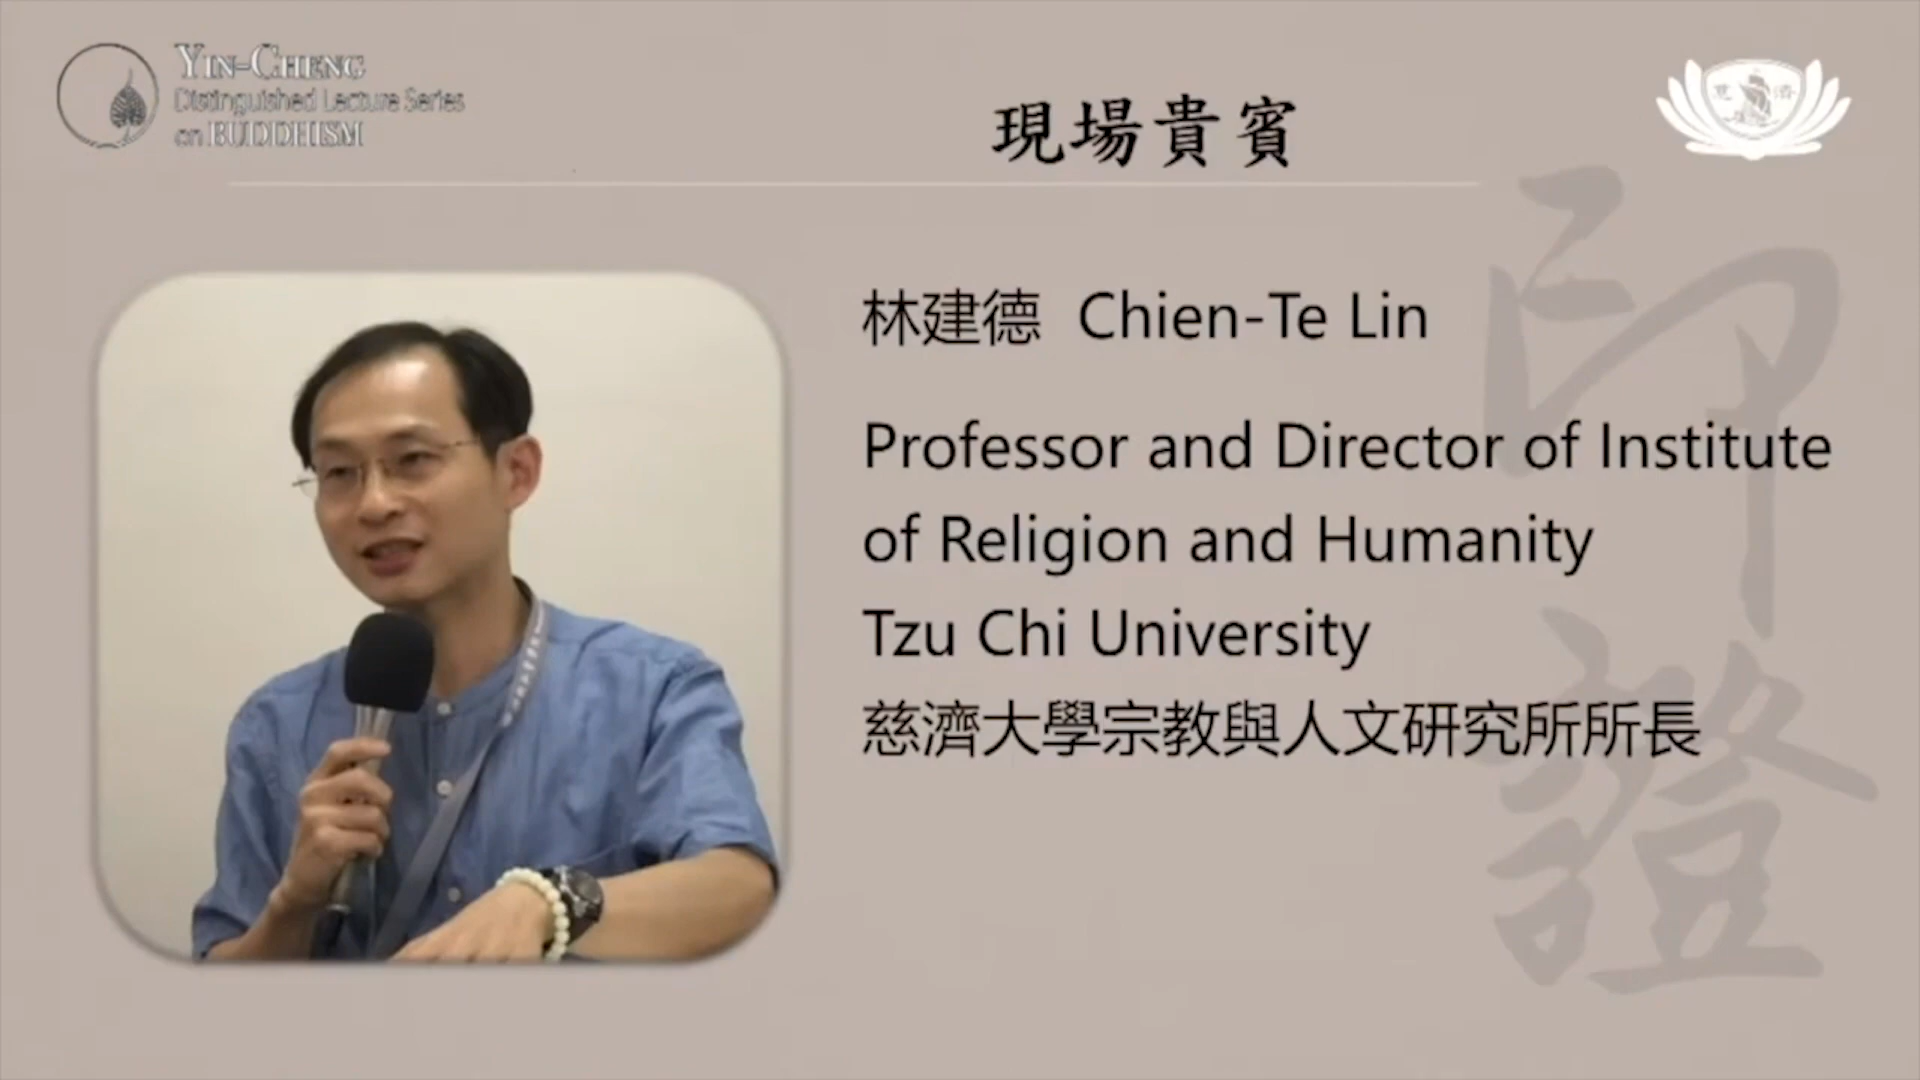 YIN-CHENG
Distinguished Lecture Series
on BUDDHISM
現場貴賓
慈 濟
林建德 Chien-Te Lin
Professor and Director of Institute
of Religion and Humanity
Tzu Chi University
慈濟大學宗教與人文研究所所長
印
證